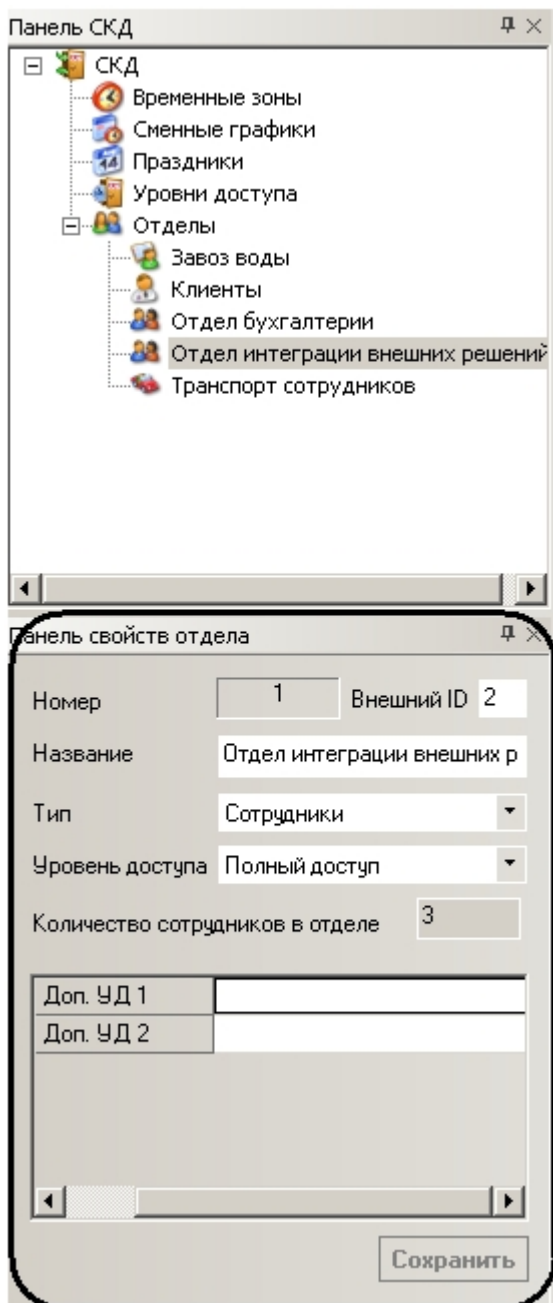 Панель СКД
СКД
Временные зоны
Сменные графики
Праздники
Уровни доступа
Отделы
Завоз воды
Клиенты
Отдел бухгалтерии
Отдел интеграции внешних решений
Транспорт сотрудников
Панель свойств отдела
Номер 1 Внешний ID 2
Название Отдел интеграции внешних р
Тип Сотрудники
Уровень доступа Полный доступ
Количество сотрудников в отделе 3
Доп. УД 1
Доп. УД 2
Сохранить